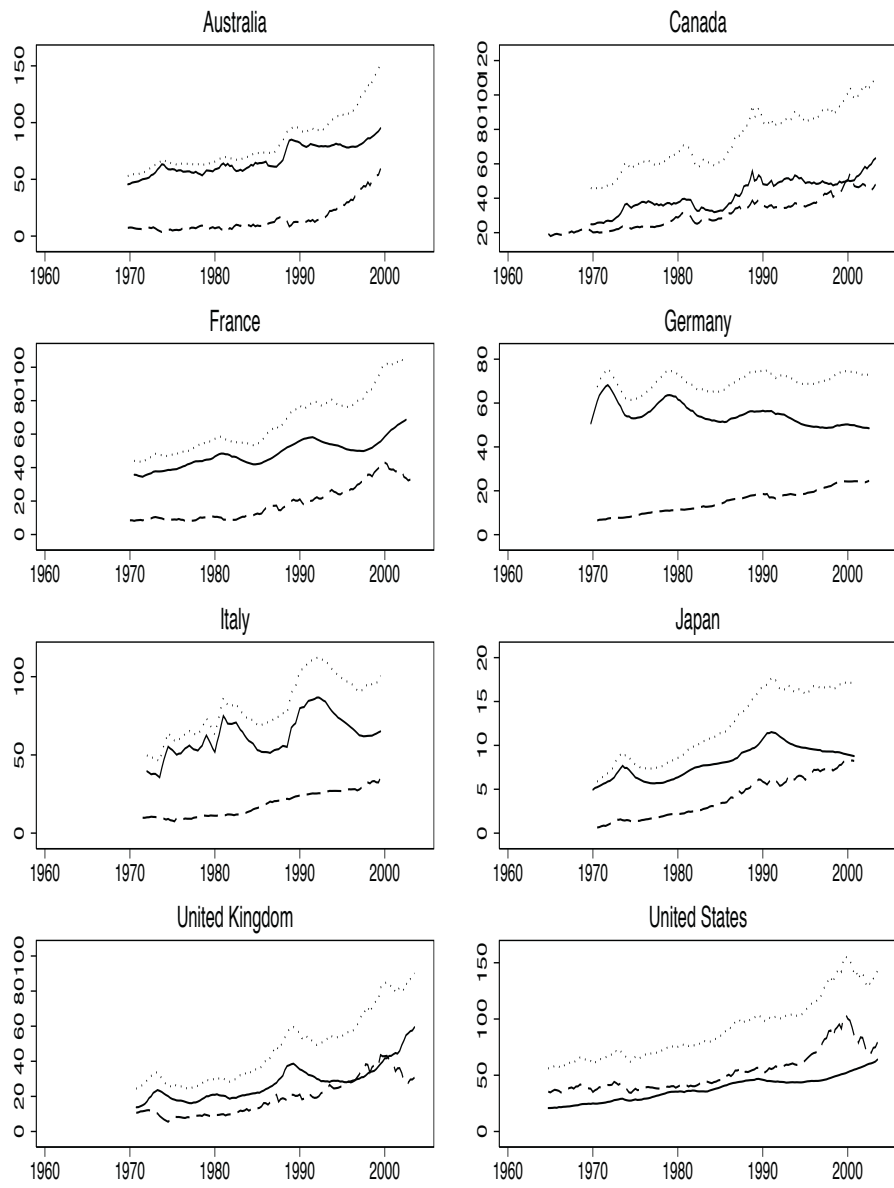 Australia
0 50 100 150
1960 1970 1980 1990 2000
Canada
20 40 60 80 100 120
1960 1970 1980 1990 2000
France
0 20 40 60 80 100
1960 1970 1980 1990 2000
Germany
0 20 40 60 80
1960 1970 1980 1990 2000
Italy
0 50 100
1960 1970 1980 1990 2000
Japan
0 5 10 15 20
1960 1970 1980 1990 2000
United Kingdom
0 20 40 60 80 100
1960 1970 1980 1990 2000
United States
0 50 100 150
1960 1970 1980 1990 2000